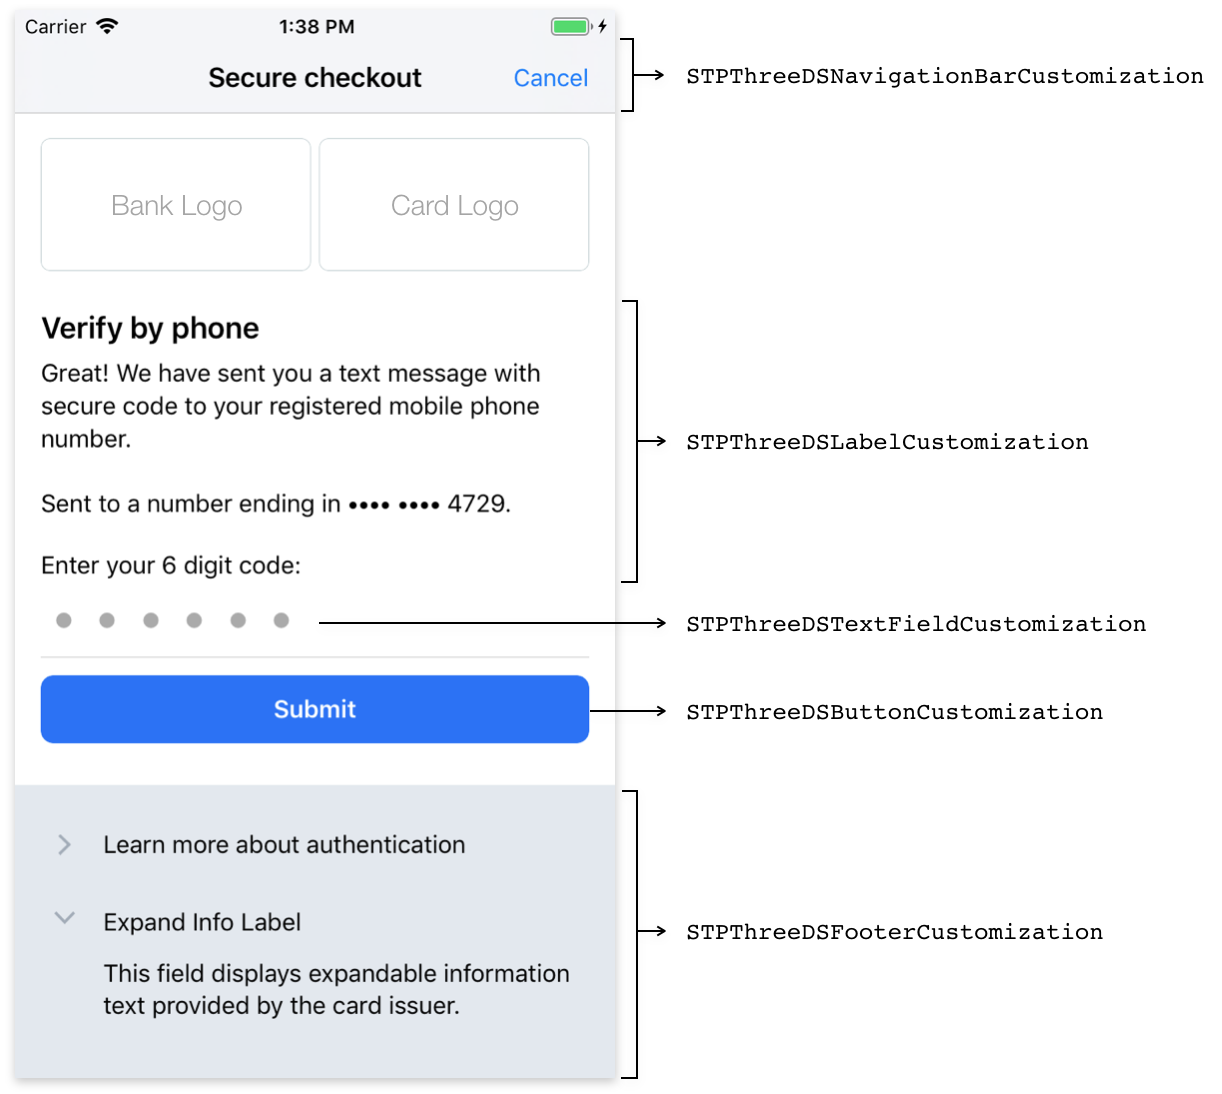 Carrier 1:38 PM
Secure checkout Cancel
STPThreeDSNavigationBarCustomization
Bank Logo Card Logo
Verify by phone
Great! We have sent you a text message with
secure code to your registered mobile phone
number.
STPThreeDSLabelCustomization
Sent to a number ending in •••• •••• 4729.
Enter your 6 digit code:
STPThreeDSTextFieldCustomization
Submit
STPThreeDSButtonCustomization
Learn more about authentication
Expand Info Label
STPThreeDSFooterCustomization
This field displays expandable information
text provided by the card issuer.